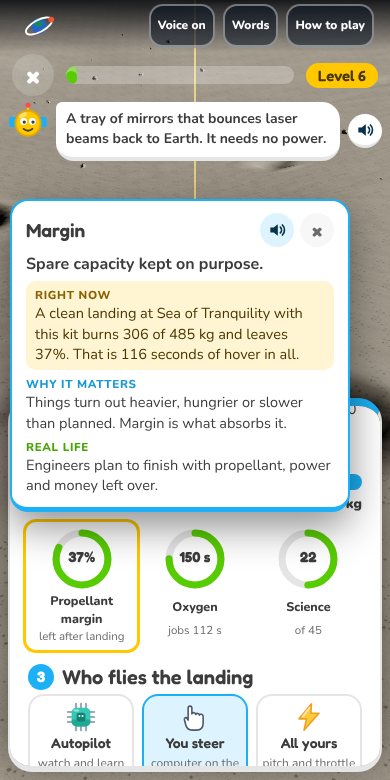 Voice on
Words
How to play
Level 6
A tray of mirrors that bounces laser
beams back to Earth. It needs no power.
Margin
Spare capacity kept on purpose.
RIGHT NOW
A clean landing at Sea of Tranquility with
this kit burns 306 of 485 kg and leaves
37%. That is 116 seconds of hover in all.
WHY IT MATTERS
Things turn out heavier, hungrier or slower
than planned. Margin is what absorbs it.
REAL LIFE
Engineers plan to finish with propellant, power
and money left over.
kg
37%
150 s
22
Propellant
margin
left after landing
Oxygen
jobs 112 s
Science
of 45
3 Who flies the landing
Autopilot
watch and learn
You steer
computer on the
All yours
pitch and throttle